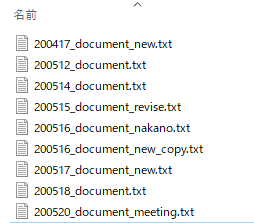 名前
200417_document_new.txt
200512_document.txt
200514_document.txt
200515_document_revise.txt
200516_document_nakano.txt
200516_document_new_copy.txt
200517_document_new.txt
200518_document.txt
200520_document_meeting.txt